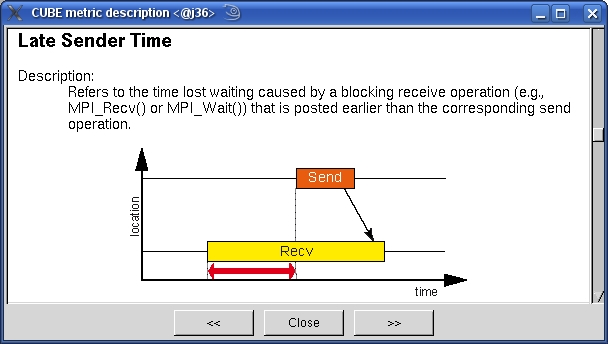 CUBE metric description <@j36>
Late Sender Time
Description:
Refers to the time lost waiting caused by a blocking receive operation (e.g.,
MPI_Recv() or MPI_Wait()) that is posted earlier than the corresponding send
operation.
Send
location
Recv
time
<<
Close
>>